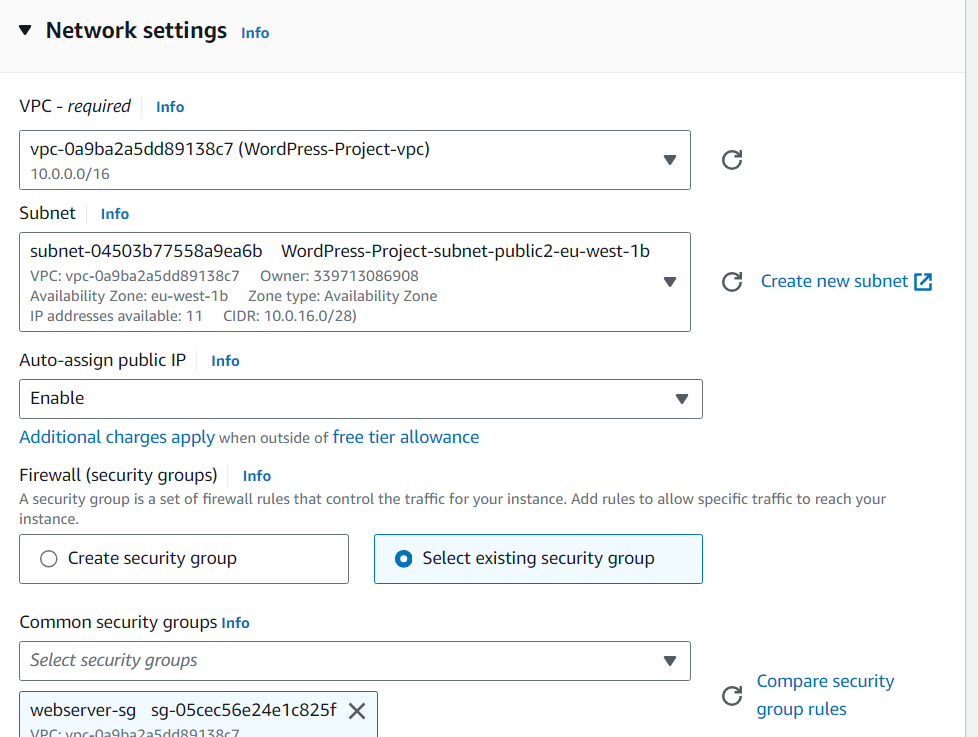 Network settings Info
VPC - required Info
vpc-0a9ba2a5dd89138c7 (WordPress-Project-vpc)
10.0.0.0/16
Subnet Info
subnet-04503b77558a9ea6b WordPress-Project-subnet-public2-eu-west-1b
VPC: vpc-0a9ba2a5dd89138c7 Owner: 339713086908
Availability Zone: eu-west-1b Zone type: Availability Zone
IP addresses available: 11 CIDR: 10.0.16.0/28)
Create new subnet
Auto-assign public IP Info
Enable
Additional charges apply when outside of free tier allowance
Firewall (security groups) Info
A security group is a set of firewall rules that control the traffic for your instance. Add rules to allow specific traffic to reach your
instance.
Create security group
Select existing security group
Common security groups Info
Select security groups
Compare security
group rules
webserver-sg sg-05cec56e24e1c825f
VPC: vpc-0a9ba2a5dd89138c7